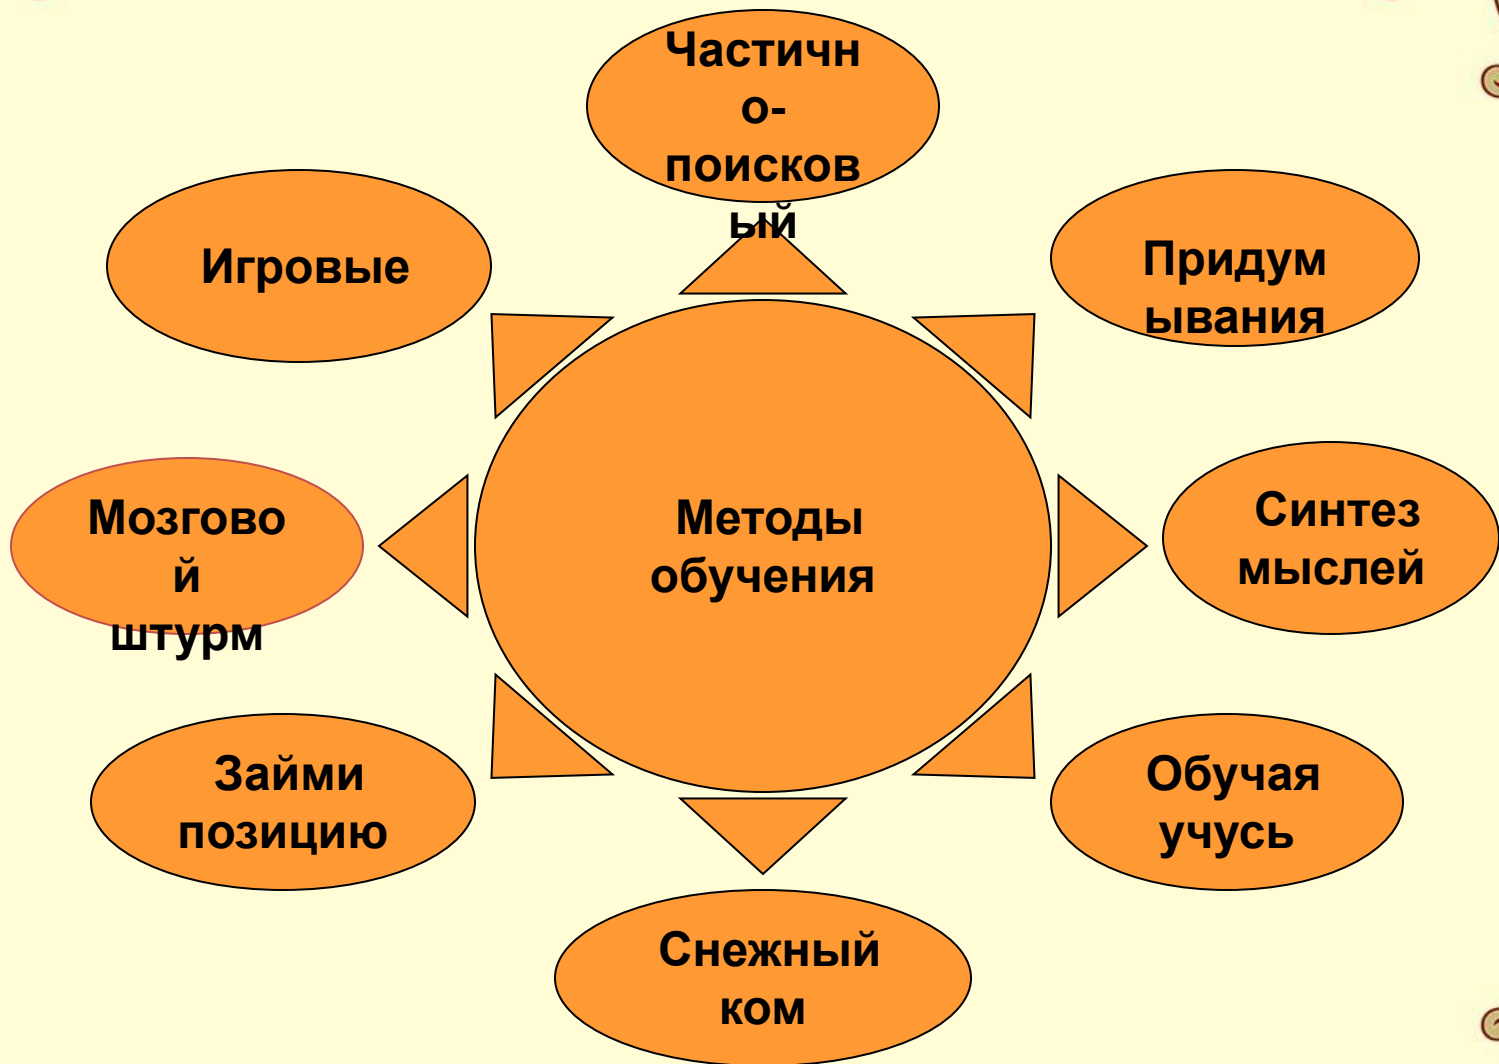 Частичн
о-
поисков
ый
Игровые
Придум
ывания
Мозгово
й
штурм
Методы
обучения
Синтез
мыслей
Займи
позицию
Обучая
учусь
Снежный
ком